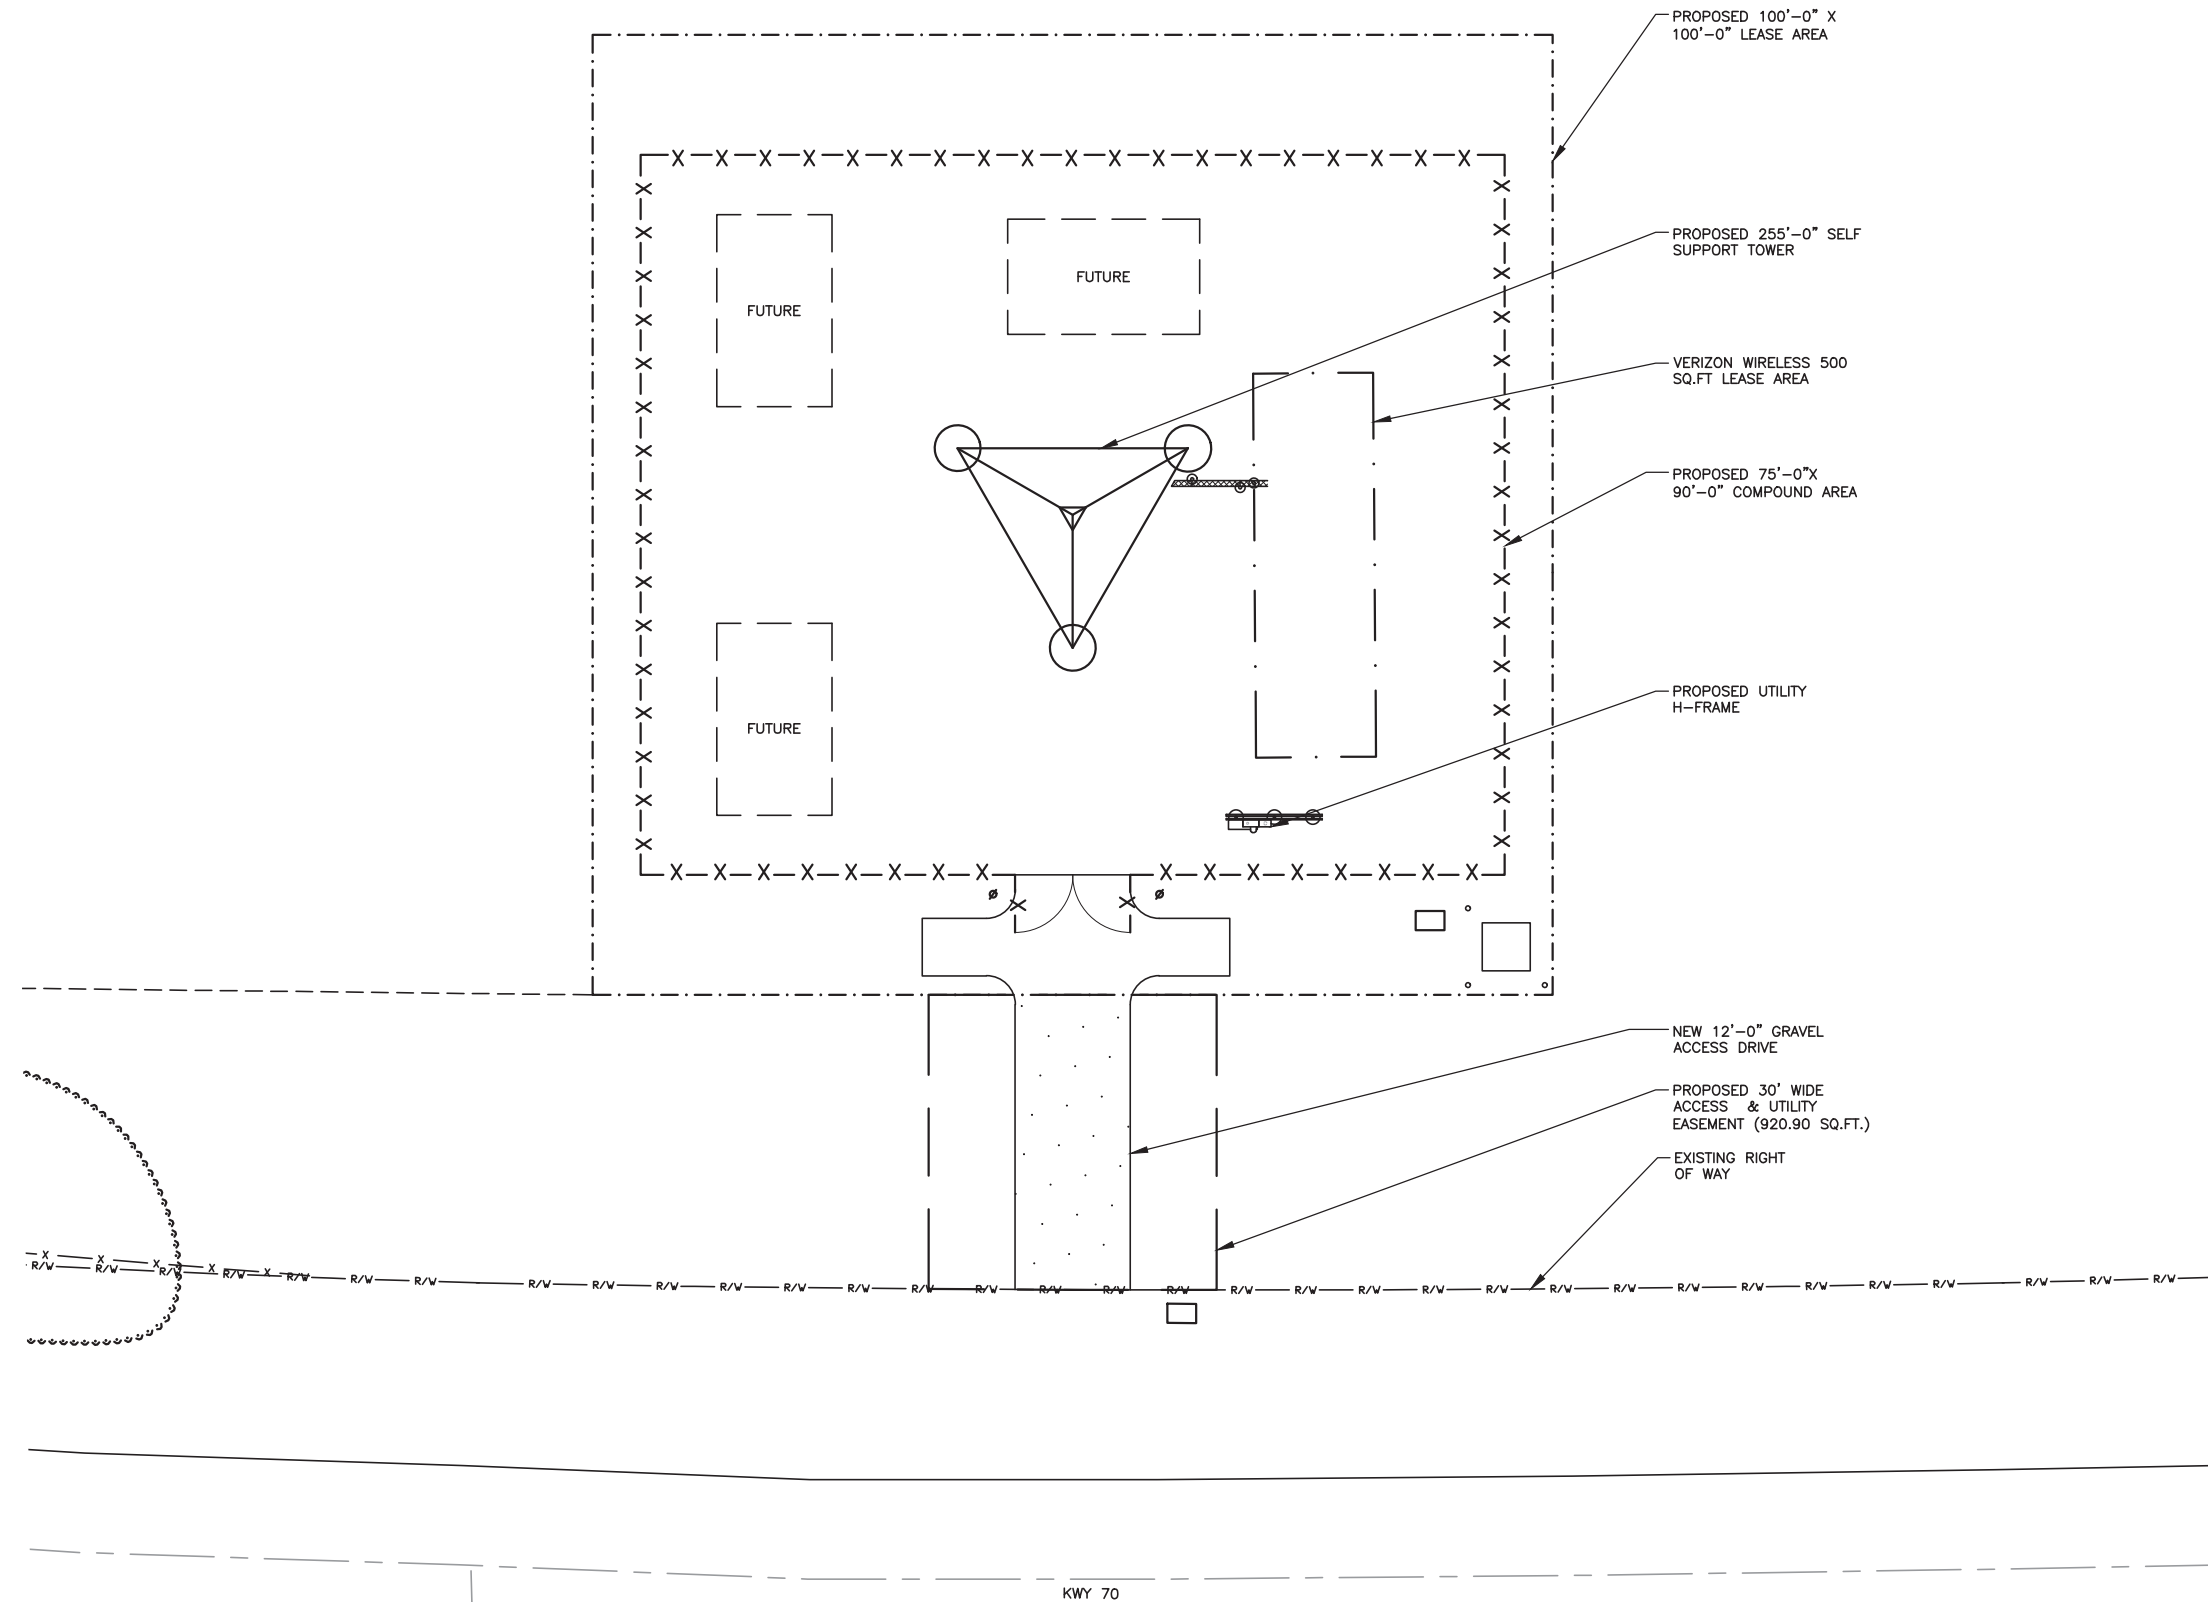 PROPOSED 100'-0" X
100'-0" LEASE AREA
PROPOSED 255'-0" SELF
SUPPORT TOWER
FUTURE
FUTURE
VERIZON WIRELESS 500
SQ.FT LEASE AREA
PROPOSED 75'-0"X
90'-0" COMPOUND AREA
PROPOSED UTILITY
H-FRAME
FUTURE
NEW 12'-0" GRAVEL
ACCESS DRIVE
PROPOSED 30' WIDE
ACCESS & UTILITY
EASEMENT (920.90 SQ.FT.)
EXISTING RIGHT
OF WAY
R/W R/W R/W R/W R/W R/W R/W R/W R/W R/W R/W R/W R/W R/W R/W R/W R/W R/W R/W R/W R/W R/W R/W R/W R/W R/W R/W R/W R/W R/W R/W R/W R/W
KWY 70